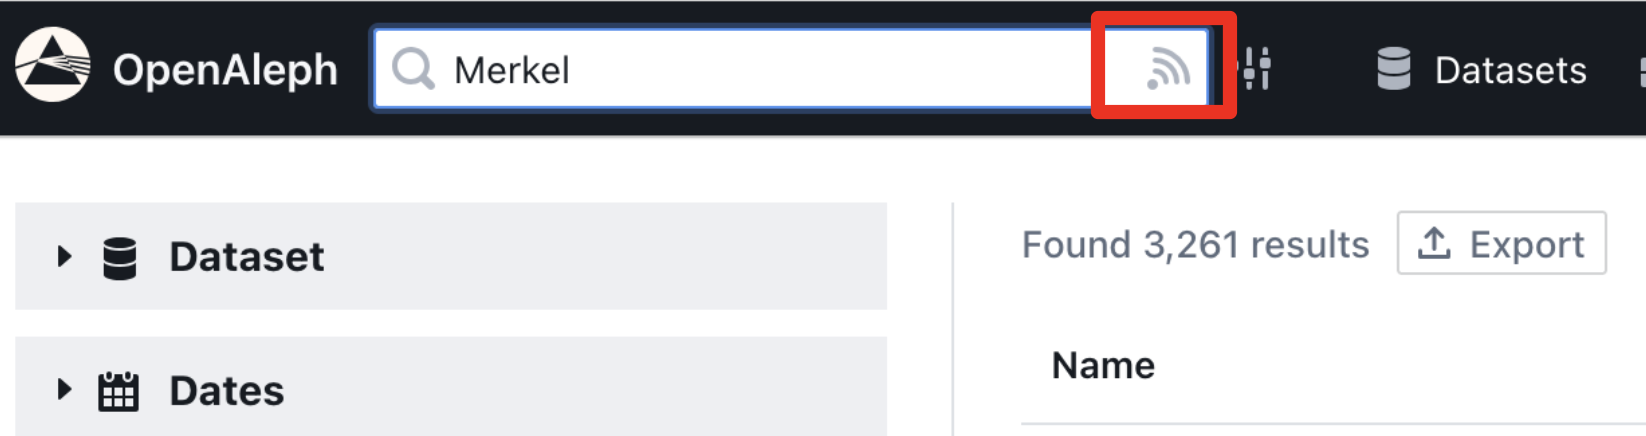 OpenAleph
Merkel
Datasets
Dataset
Found 3,261 results
Export
Name
Dates